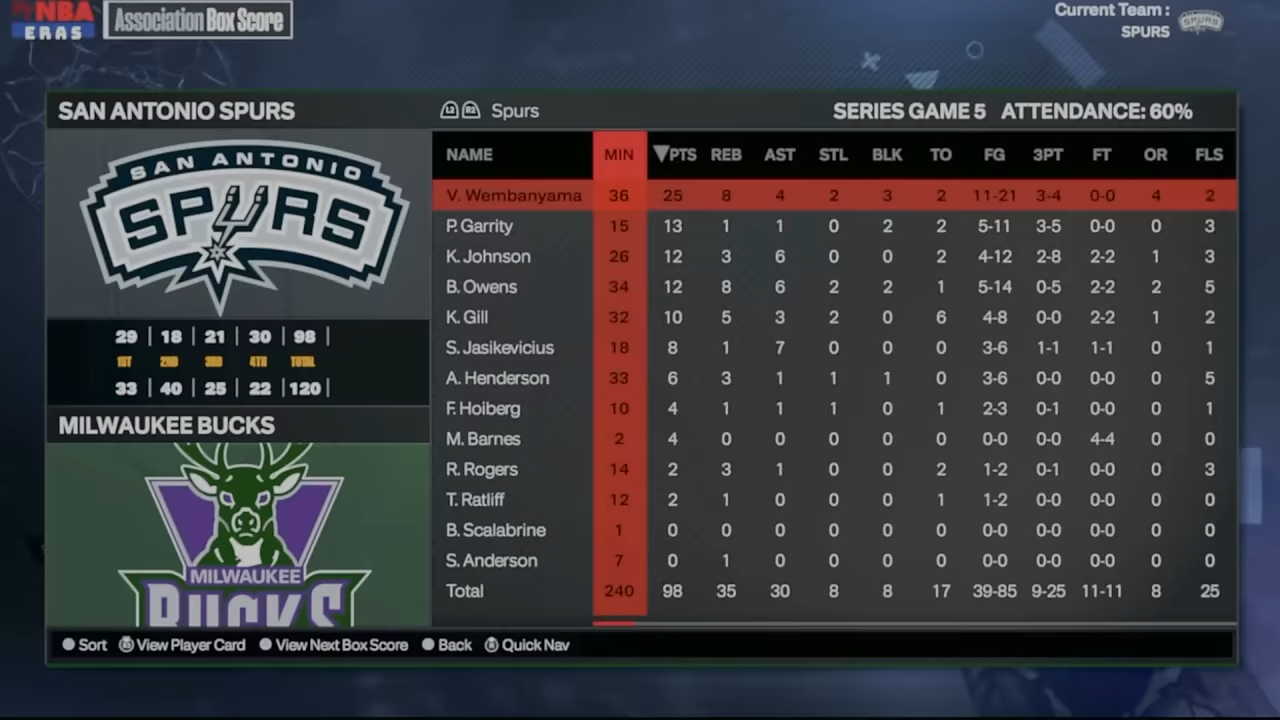 NBA
ERAS
Association Box Score
Current Team :
SPURS
SPURS
SAN ANTONIO SPURS
Spurs
SERIES GAME 5 ATTENDANCE: 60%
SAN ANTONIO
SPURS
29 | 18 | 21 | 30 | 98 |
1ST 2ND 3RD 4TH TOTAL
33 | 40 | 25 | 22 | 120 |
MILWAUKEE BUCKS
MILWAUKEE
BUCKS
NAME MIN PTS REB AST STL BLK TO FG 3PT FT OR FLS
V. Wembanyama 36 25 8 4 2 3 2 11-21 3-4 0-0 4 2
P. Garrity 15 13 1 1 0 2 2 5-11 3-5 0-0 0 3
K. Johnson 26 12 3 6 0 0 2 4-12 2-8 2-2 1 3
B. Owens 34 12 8 6 2 2 1 5-14 0-5 2-2 2 5
K. Gill 32 10 5 3 2 0 6 4-8 0-0 2-2 1 2
S. Jasikevicius 18 8 1 7 0 0 0 3-6 1-1 1-1 0 1
A. Henderson 33 6 3 1 1 1 0 3-6 0-0 0-0 0 5
F. Hoiberg 10 4 1 1 1 0 1 2-3 0-1 0-0 0 1
M. Barnes 2 4 0 0 0 0 0 0-0 0-0 4-4 0 0
R. Rogers 14 2 3 1 0 0 2 1-2 0-1 0-0 0 3
T. Ratliff 12 2 1 0 0 0 1 1-2 0-0 0-0 0 0
B. Scalabrine 1 0 0 0 0 0 0 0-0 0-0 0-0 0 0
S. Anderson 7 0 1 0 0 0 0 0-0 0-0 0-0 0 0
Total 240 98 35 30 8 8 17 39-85 9-25 11-11 8 25
Sort View Player Card View Next Box Score Back Quick Nav